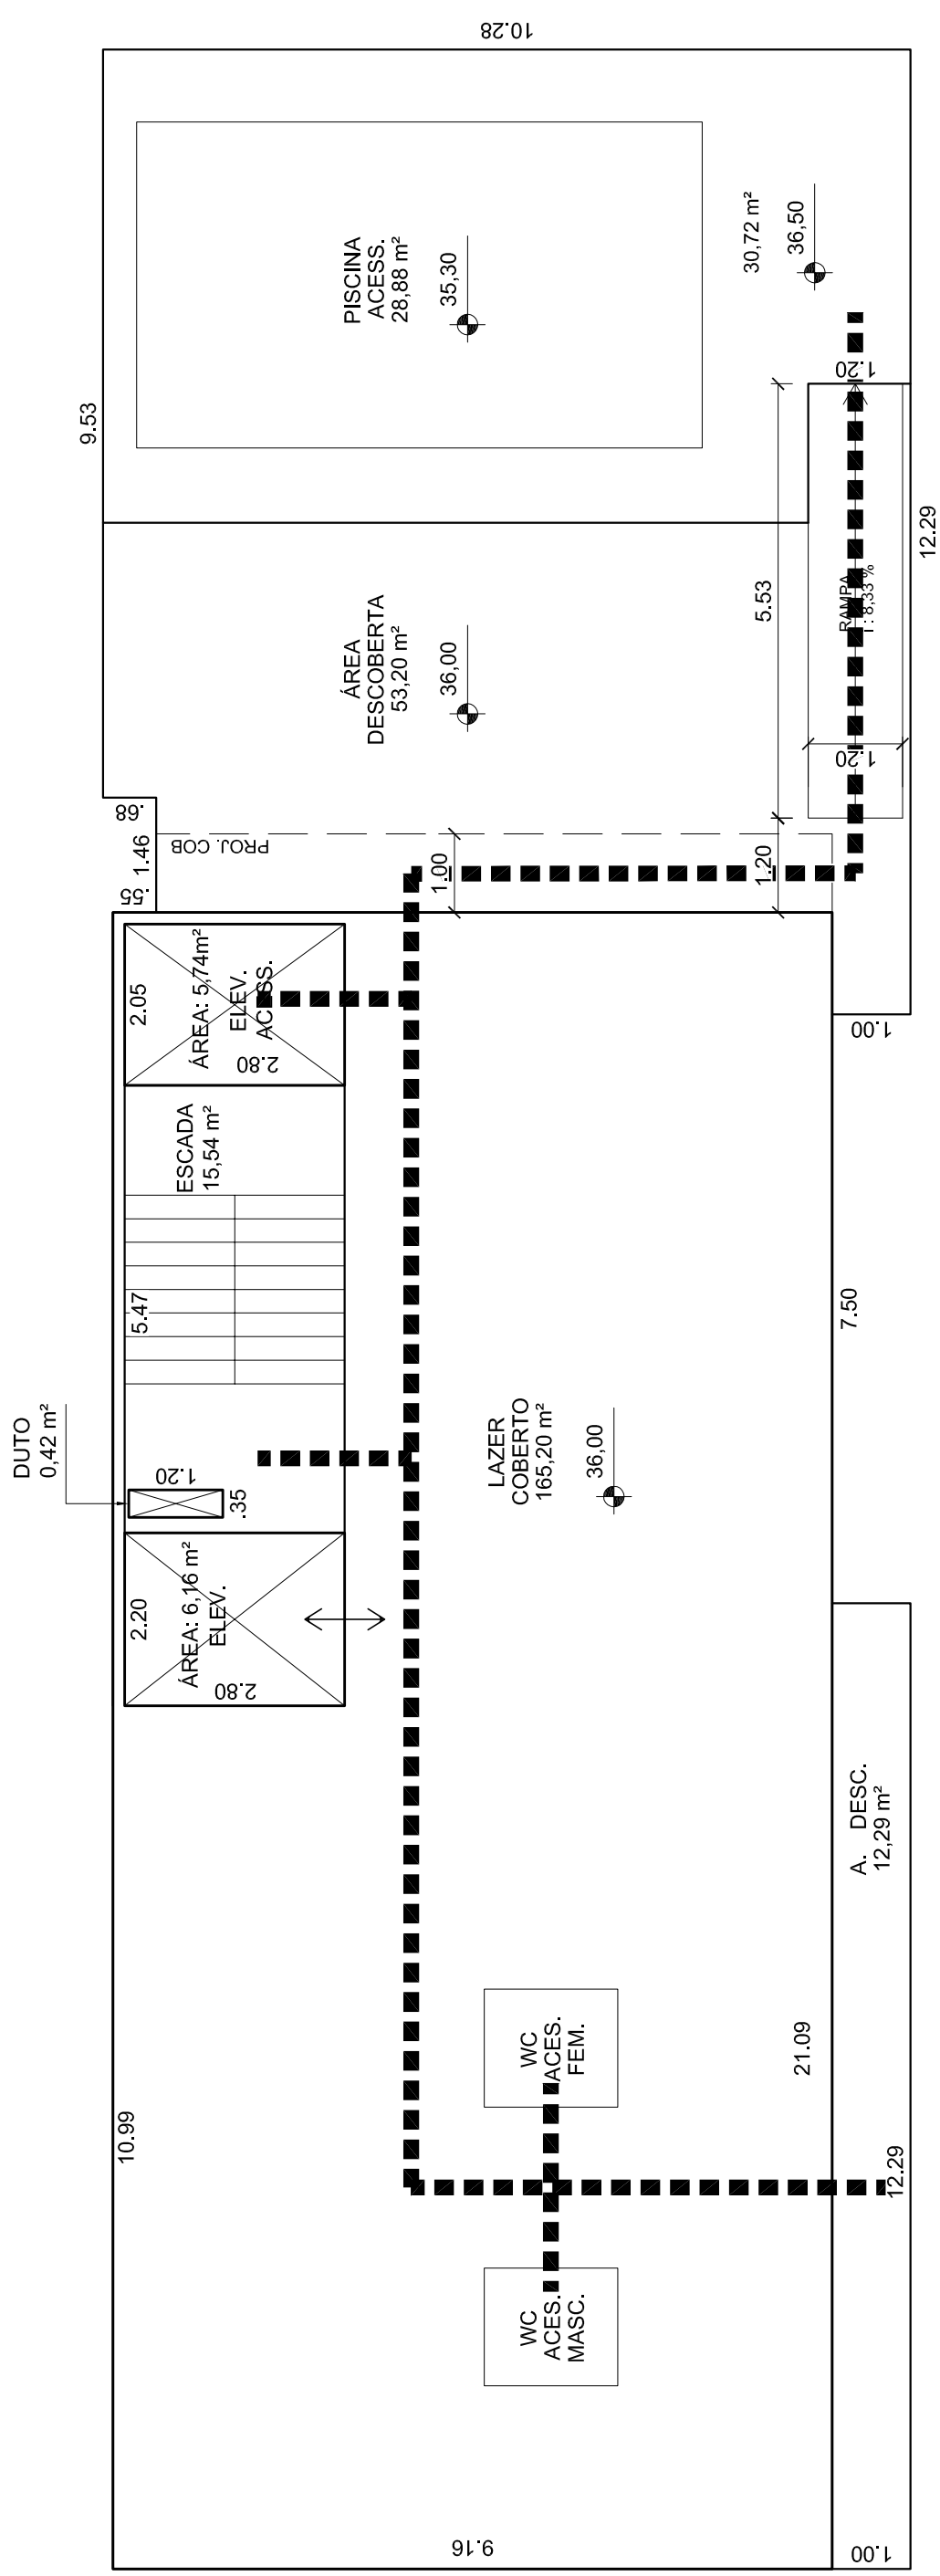 10.28
9.53
PISCINA
ACESS.
28,88 m²
35,30
30,72 m²
36,50
1.20
12.29
5.53
RAMPA
8,33 %
1.20
ÁREA
DESCOBERTA
53,20 m²
36,00
.68
1.46
.55
PROJ. COB
1.00
1.20
1.00
2.05
ÁREA: 5,74m²
ELEV.
ACESS.
2.80
ESCADA
15,54 m²
5.47
DUTO
0,42 m²
1.20
.35
2.20
ÁREA: 6,16 m²
ELEV.
2.80
LAZER
COBERTO
165,20 m²
36,00
7.50
A. DESC.
12,29 m²
WC
ACES.
FEM.
21.09
10.99
12.29
WC
ACES.
MASC.
9.16
1.00